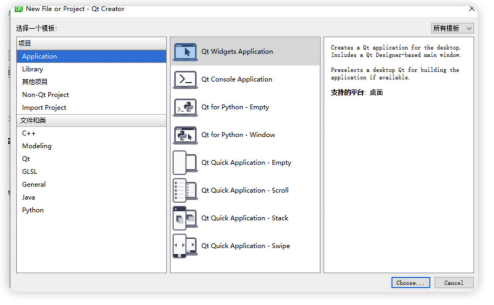 New File or Project - Qt Creator
选择一个模板:
所有模板
项目
Application
Library
其他项目
Non-Qt Project
Import Project
文件和类
C++
Modeling
Qt
GLSL
General
Java
Python
Qt Widgets Application
Qt Console Application
Qt for Python - Empty
Qt for Python - Window
Qt Quick Application - Empty
Qt Quick Application - Scroll
Qt Quick Application - Stack
Qt Quick Application - Swipe
Creates a Qt application for the desktop.
Includes a Qt Designer-based main window.
Preselects a desktop Qt for building the
application if available.
支持的平台: 桌面
Choose...
Cancel